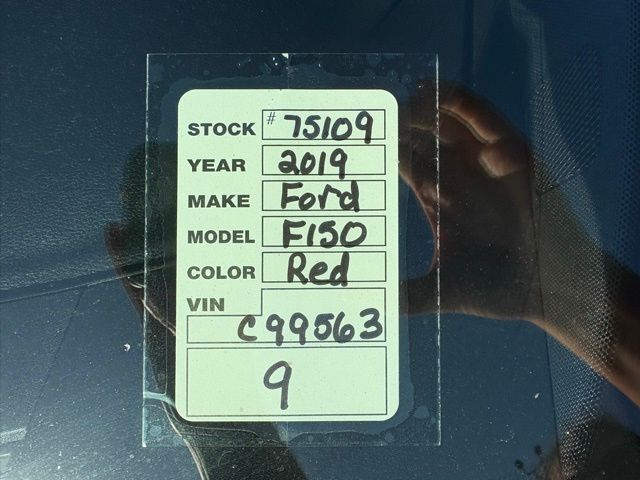 STOCK # 75109
YEAR 2019
MAKE Ford
MODEL F150
COLOR Red
VIN
C99563
9